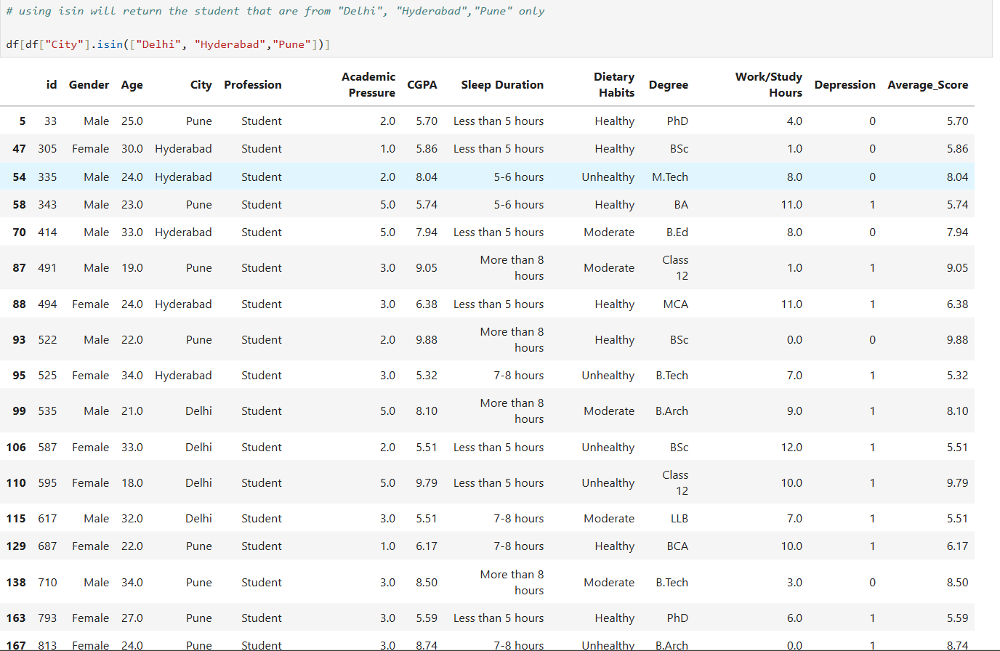 # using isin will return the student that are from "Delhi", "Hyderabad","Pune" only
df[df["City"].isin(["Delhi", "Hyderabad","Pune"])]
id Gender Age City Profession Academic Pressure CGPA Sleep Duration Dietary Habits Degree Work/Study Hours Depression Average_Score
5 33 Male 25.0 Pune Student 2.0 5.70 Less than 5 hours Healthy PhD 4.0 0 5.70
47 305 Female 30.0 Hyderabad Student 1.0 5.86 Less than 5 hours Healthy BSc 1.0 0 5.86
54 335 Male 24.0 Hyderabad Student 2.0 8.04 5-6 hours Unhealthy M.Tech 8.0 0 8.04
58 343 Male 23.0 Pune Student 5.0 5.74 5-6 hours Healthy BA 11.0 1 5.74
70 414 Male 33.0 Hyderabad Student 5.0 7.94 Less than 5 hours Moderate B.Ed 8.0 0 7.94
87 491 Male 19.0 Pune Student 3.0 9.05 More than 8 hours Moderate Class 12 1.0 1 9.05
88 494 Female 24.0 Hyderabad Student 3.0 6.38 Less than 5 hours Healthy MCA 11.0 1 6.38
93 522 Male 22.0 Pune Student 2.0 9.88 More than 8 hours Healthy BSc 0.0 0 9.88
95 525 Female 34.0 Hyderabad Student 3.0 5.32 7-8 hours Unhealthy B.Tech 7.0 1 5.32
99 535 Male 21.0 Delhi Student 5.0 8.10 More than 8 hours Moderate B.Arch 9.0 1 8.10
106 587 Female 33.0 Delhi Student 2.0 5.51 Less than 5 hours Unhealthy BSc 12.0 1 5.51
110 595 Female 18.0 Delhi Student 5.0 9.79 Less than 5 hours Unhealthy Class 12 10.0 1 9.79
115 617 Male 32.0 Delhi Student 3.0 5.51 7-8 hours Moderate LLB 7.0 1 5.51
129 687 Female 22.0 Pune Student 1.0 6.17 7-8 hours Healthy BCA 10.0 1 6.17
138 710 Male 34.0 Pune Student 3.0 8.50 More than 8 hours Moderate B.Tech 3.0 0 8.50
163 793 Female 27.0 Pune Student 3.0 5.59 Less than 5 hours Healthy PhD 6.0 1 5.59
167 813 Female 24.0 Pune Student 3.0 8.74 7-8 hours Unhealthy B.Arch 0.0 1 8.74